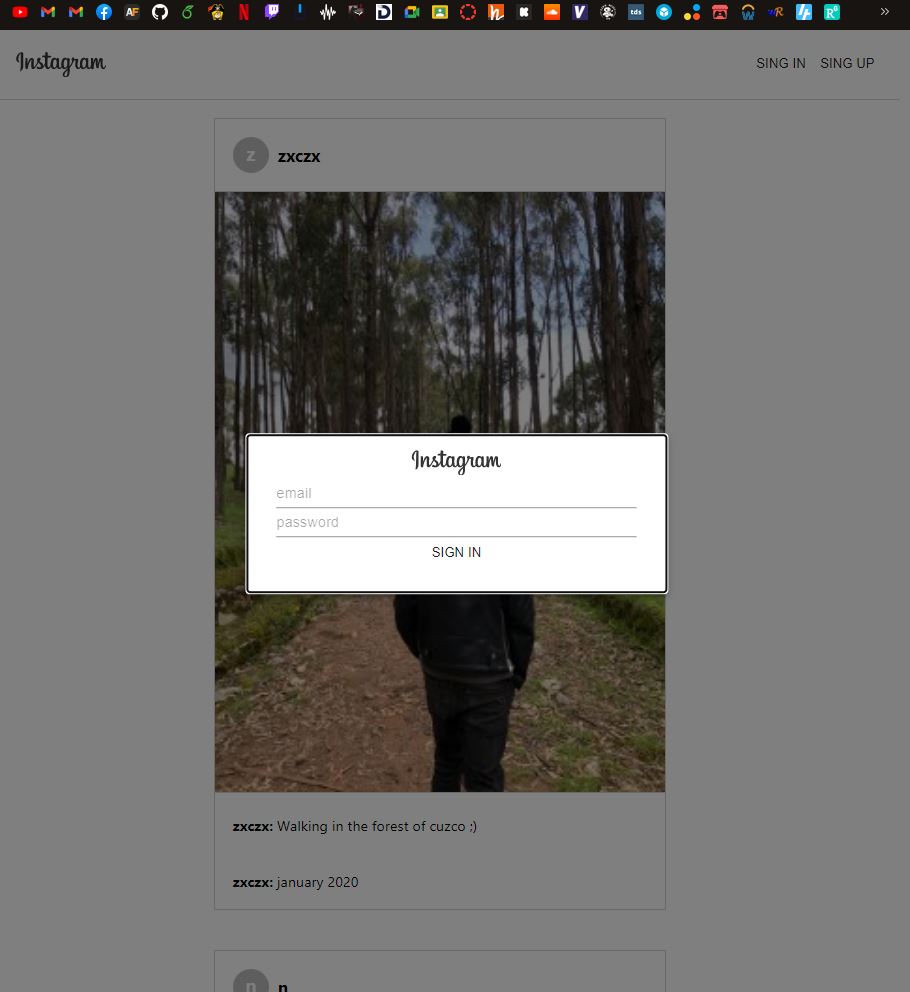 Instagram
SING IN SING UP
z zxczx
Instagram
email
password
SIGN IN
zxczx: Walking in the forest of cuzco ;)
zxczx: january 2020
n n